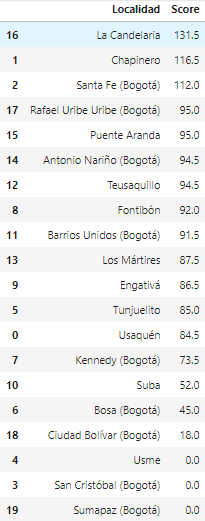 Localidad Score
16 La Candelaria 131.5
1 Chapinero 116.5
2 Santa Fe (Bogotá) 112.0
17 Rafael Uribe Uribe (Bogotá) 95.0
15 Puente Aranda 95.0
14 Antonio Nariño (Bogotá) 94.5
12 Teusaquillo 94.5
8 Fontibón 92.0
11 Barrios Unidos (Bogotá) 91.5
13 Los Mártires 87.5
9 Engativá 86.5
5 Tunjuelito 85.0
0 Usaquén 84.5
7 Kennedy (Bogotá) 73.5
10 Suba 52.0
6 Bosa (Bogotá) 45.0
18 Ciudad Bolívar (Bogotá) 18.0
4 Usme 0.0
3 San Cristóbal (Bogotá) 0.0
19 Sumapaz (Bogotá) 0.0